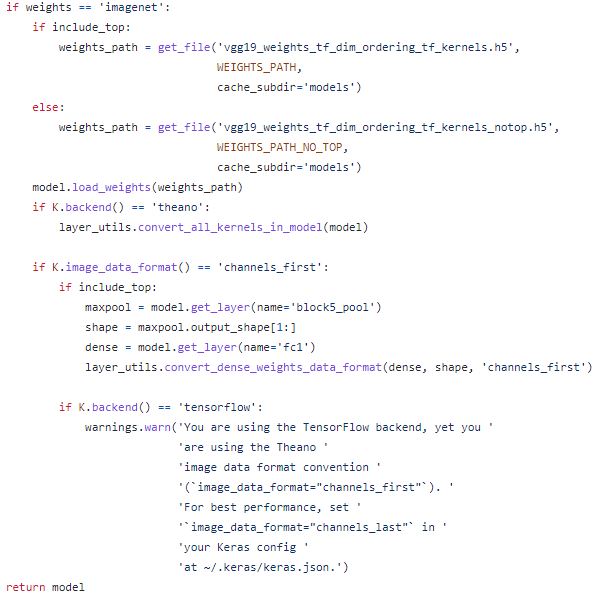 if weights == 'imagenet':
    if include_top:
        weights_path = get_file('vgg19_weights_tf_dim_ordering_tf_kernels.h5',
                                WEIGHTS_PATH,
                                cache_subdir='models')
    else:
        weights_path = get_file('vgg19_weights_tf_dim_ordering_tf_kernels_notop.h5',
                                WEIGHTS_PATH_NO_TOP,
                                cache_subdir='models')
    model.load_weights(weights_path)
    if K.backend() == 'theano':
        layer_utils.convert_all_kernels_in_model(model)

    if K.image_data_format() == 'channels_first':
        if include_top:
            maxpool = model.get_layer(name='block5_pool')
            shape = maxpool.output_shape[1:]
            dense = model.get_layer(name='fc1')
            layer_utils.convert_dense_weights_data_format(dense, shape, 'channels_first')

        if K.backend() == 'tensorflow':
            warnings.warn('You are using the TensorFlow backend, yet you '
                          'are using the Theano '
                          'image data format convention '
                          '(`image_data_format="channels_first"`). '
                          'For best performance, set '
                          '`image_data_format="channels_last"` in '
                          'your Keras config '
                          'at ~/.keras/keras.json.')
return model